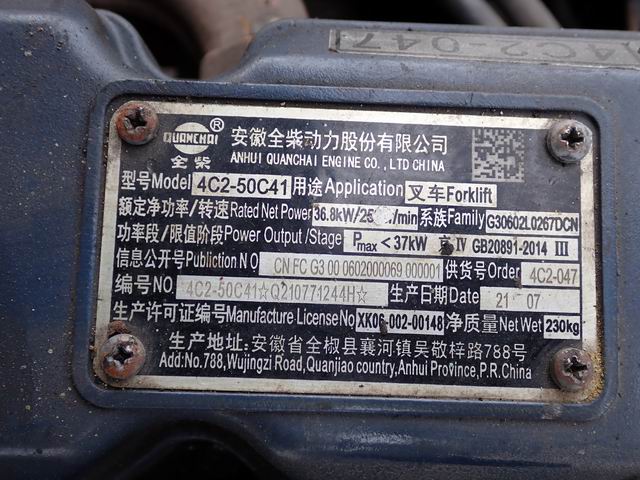 4C2-047
QUANCHAI ® 安徽全柴动力股份有限公司
全柴 ANHUI QUANCHAI ENGINE CO., LTD CHINA
型号Model 4C2-50C41 用途Application 叉车Forklift
额定净功率/转速Rated Net Power 36.8kW/25 /min 系族Family G30602L0267DCN
功率段/限值阶段Power Output/Stage Pmax<37kW 京Ⅳ GB20891-2014 Ⅲ
信息公开号Publiction NO CN FC G3 00 0602000069 000001 供货号Order 4C2-047
编号NO. 4C2-50C41☆Q210771244H☆ 生产日期Date 21 07
生产许可证编号Manufacture License No XK06-002-00148 净质量Net Wet 230kg
生产地址:安徽省全椒县襄河镇吴敬梓路788号
Add:No.788,Wujingzi Road,Quanjiao country,Anhui Province,P.R.China